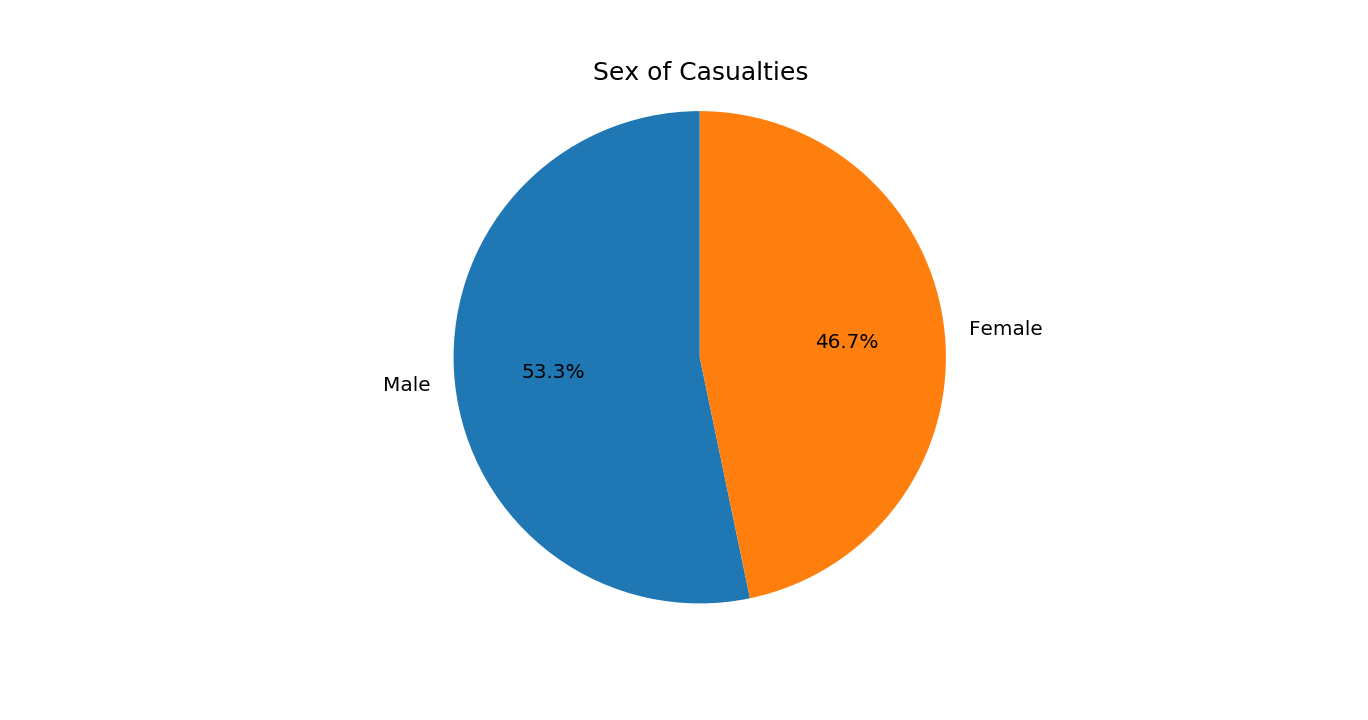 Sex of Casualties
Female
46.7%
53.3%
Male